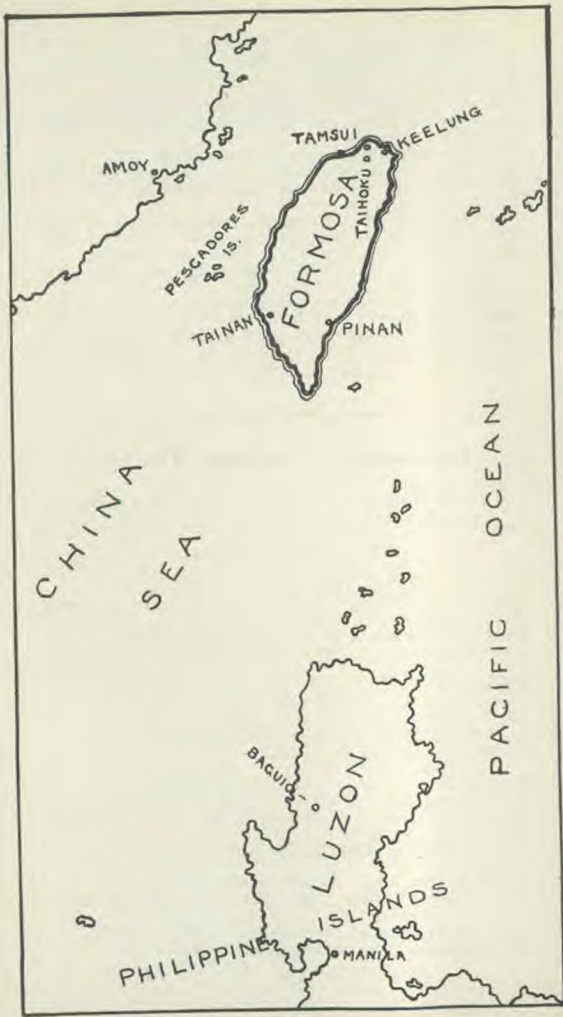 TAMSUI
KEELUNG
AMOY
TAIHOKU
FORMOSA
PESCADORES
IS.
TAINAN
PINAN
CHINA
SEA
PACIFIC OCEAN
BAGUIO
LUZON
PHILIPPINE ISLANDS
MANILA